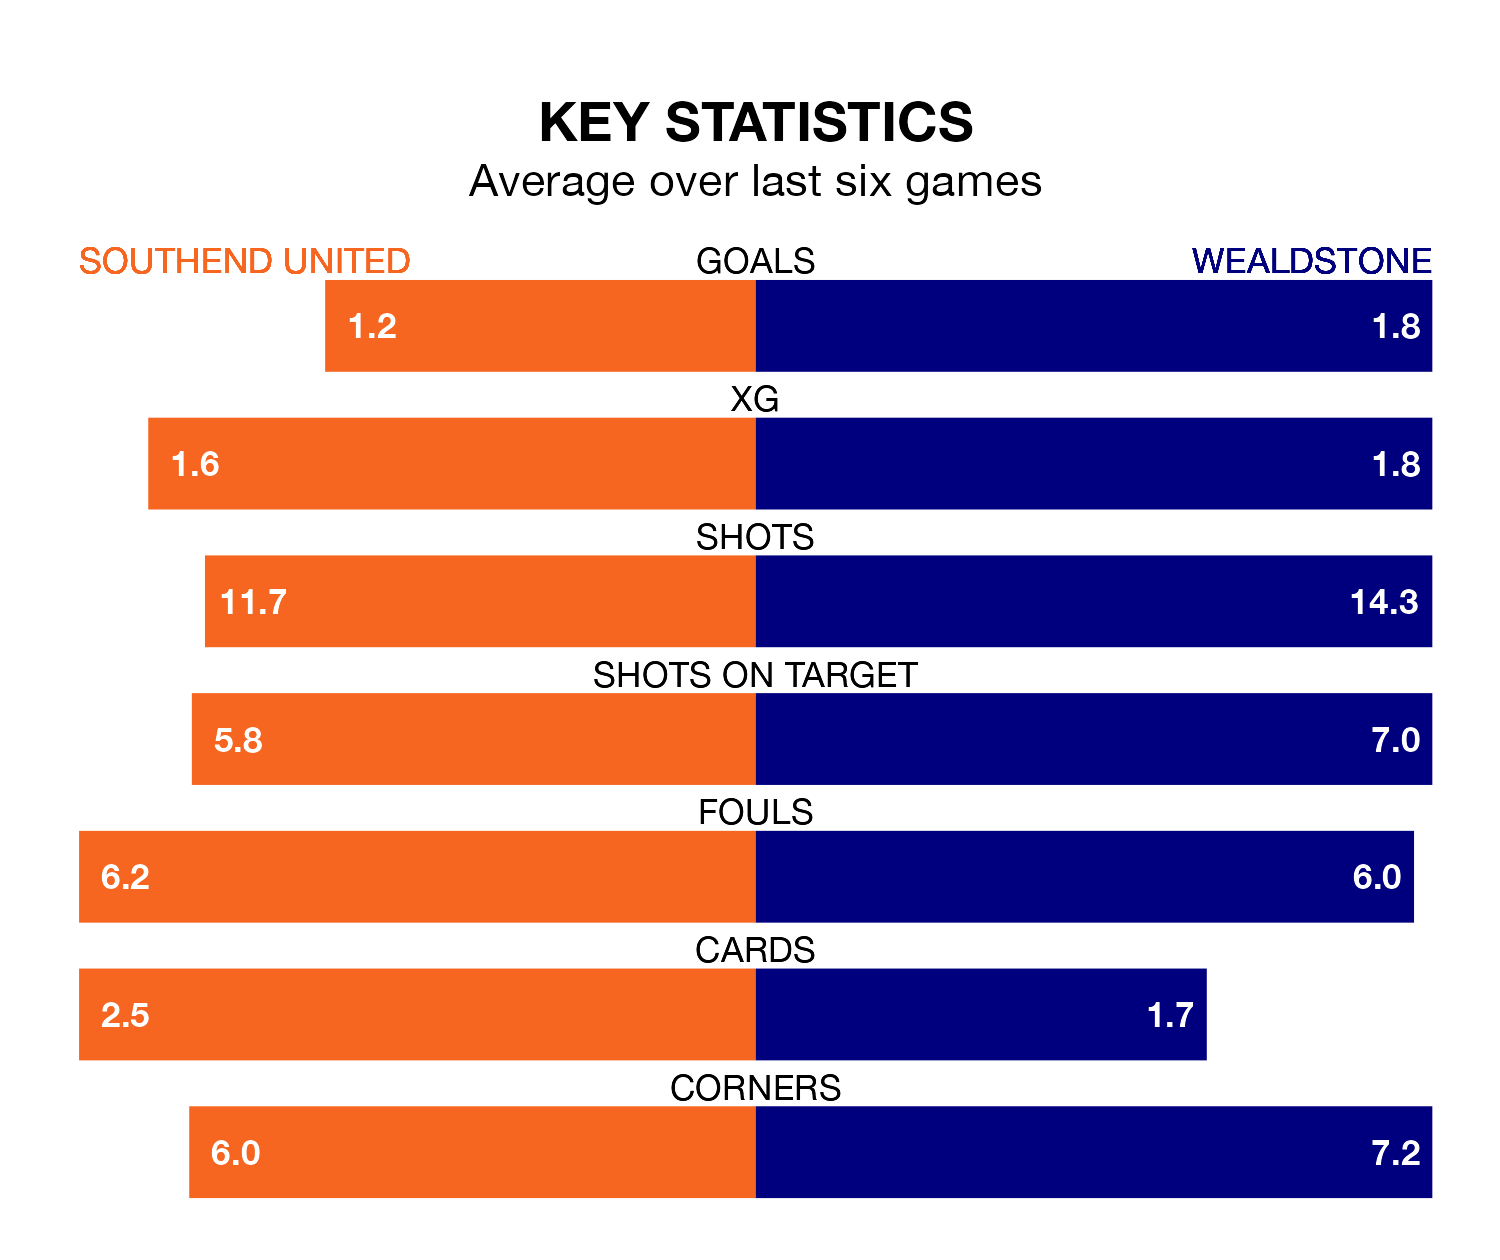 KEY STATISTICS
Average over last six games
SOUTHEND UNITED GOALS WEALDSTONE
1.2 1.8
XG
1.6 1.8
SHOTS
11.7 14.3
SHOTS ON TARGET
5.8 7.0
FOULS
6.2 6.0
CARDS
2.5 1.7
CORNERS
6.0 7.2